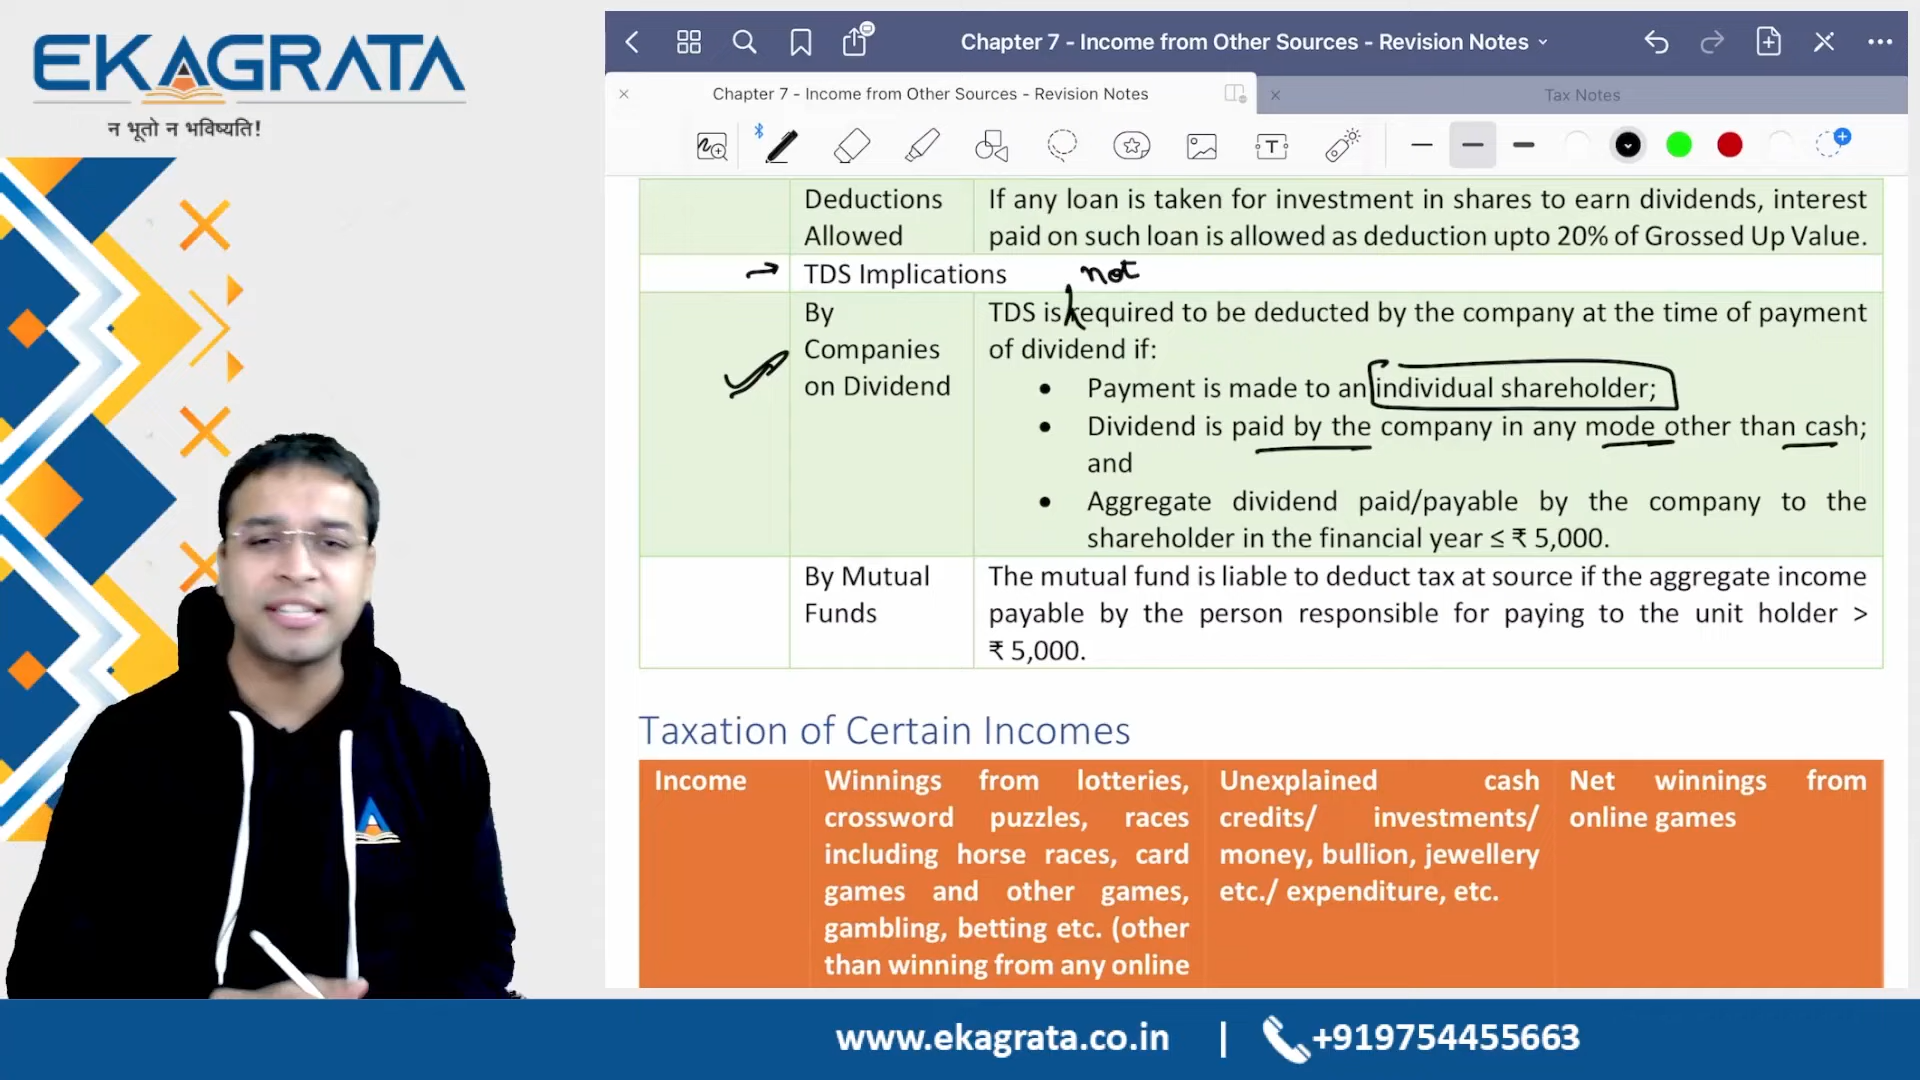 EKAGRATA
न भूतो न भविष्यति!
Chapter 7 - Income from Other Sources - Revision Notes
Chapter 7 - Income from Other Sources - Revision Notes
Tax Notes
Deductions Allowed
If any loan is taken for investment in shares to earn dividends, interest
paid on such loan is allowed as deduction upto 20% of Grossed Up Value.
TDS Implications
not
By
Companies
on Dividend
TDS is required to be deducted by the company at the time of payment
of dividend if:
• Payment is made to an individual shareholder;
• Dividend is paid by the company in any mode other than cash;
and
• Aggregate dividend paid/payable by the company to the
shareholder in the financial year ≤ ₹ 5,000.
By Mutual
Funds
The mutual fund is liable to deduct tax at source if the aggregate income
payable by the person responsible for paying to the unit holder >
₹ 5,000.
Taxation of Certain Incomes
Income
Winnings from lotteries,
crossword puzzles, races
including horse races, card
games and other games,
gambling, betting etc. (other
than winning from any online
Unexplained cash
credits/ investments/
money, bullion, jewellery
etc./ expenditure, etc.
Net winnings from
online games
www.ekagrata.co.in | +919754455663